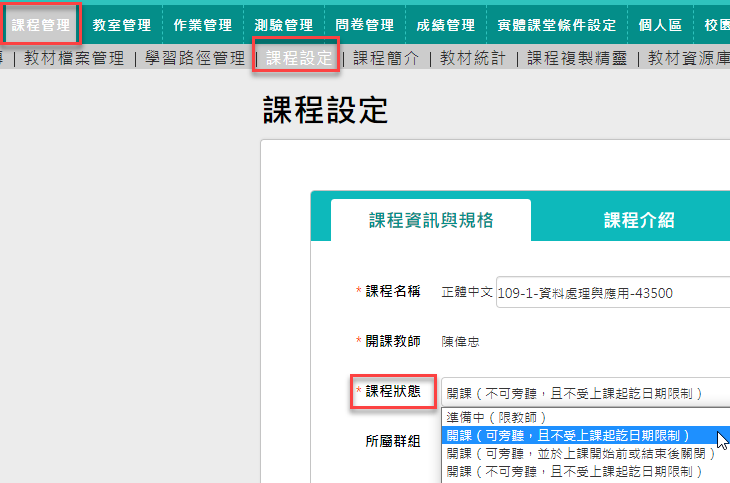 課程管理 教室管理 作業管理 測驗管理 問卷管理 成績管理 實體課堂條件設定 個人區 校園
| 教材檔案管理 | 學習路徑管理 | 課程設定 | 課程簡介 | 教材統計 | 課程複製精靈 | 教材資源庫
課程設定
課程資訊與規格 課程介紹
* 課程名稱 正體中文 109-1-資料處理與應用-43500
* 開課教師 陳偉忠
* 課程狀態 開課（不可旁聽，且不受上課起訖日期限制）
準備中（限教師）
開課（可旁聽，且不受上課起訖日期限制）
所屬群組
開課（可旁聽，並於上課開始前或結束後關閉）
開課（不可旁聽，且不受上課起訖日期限制）